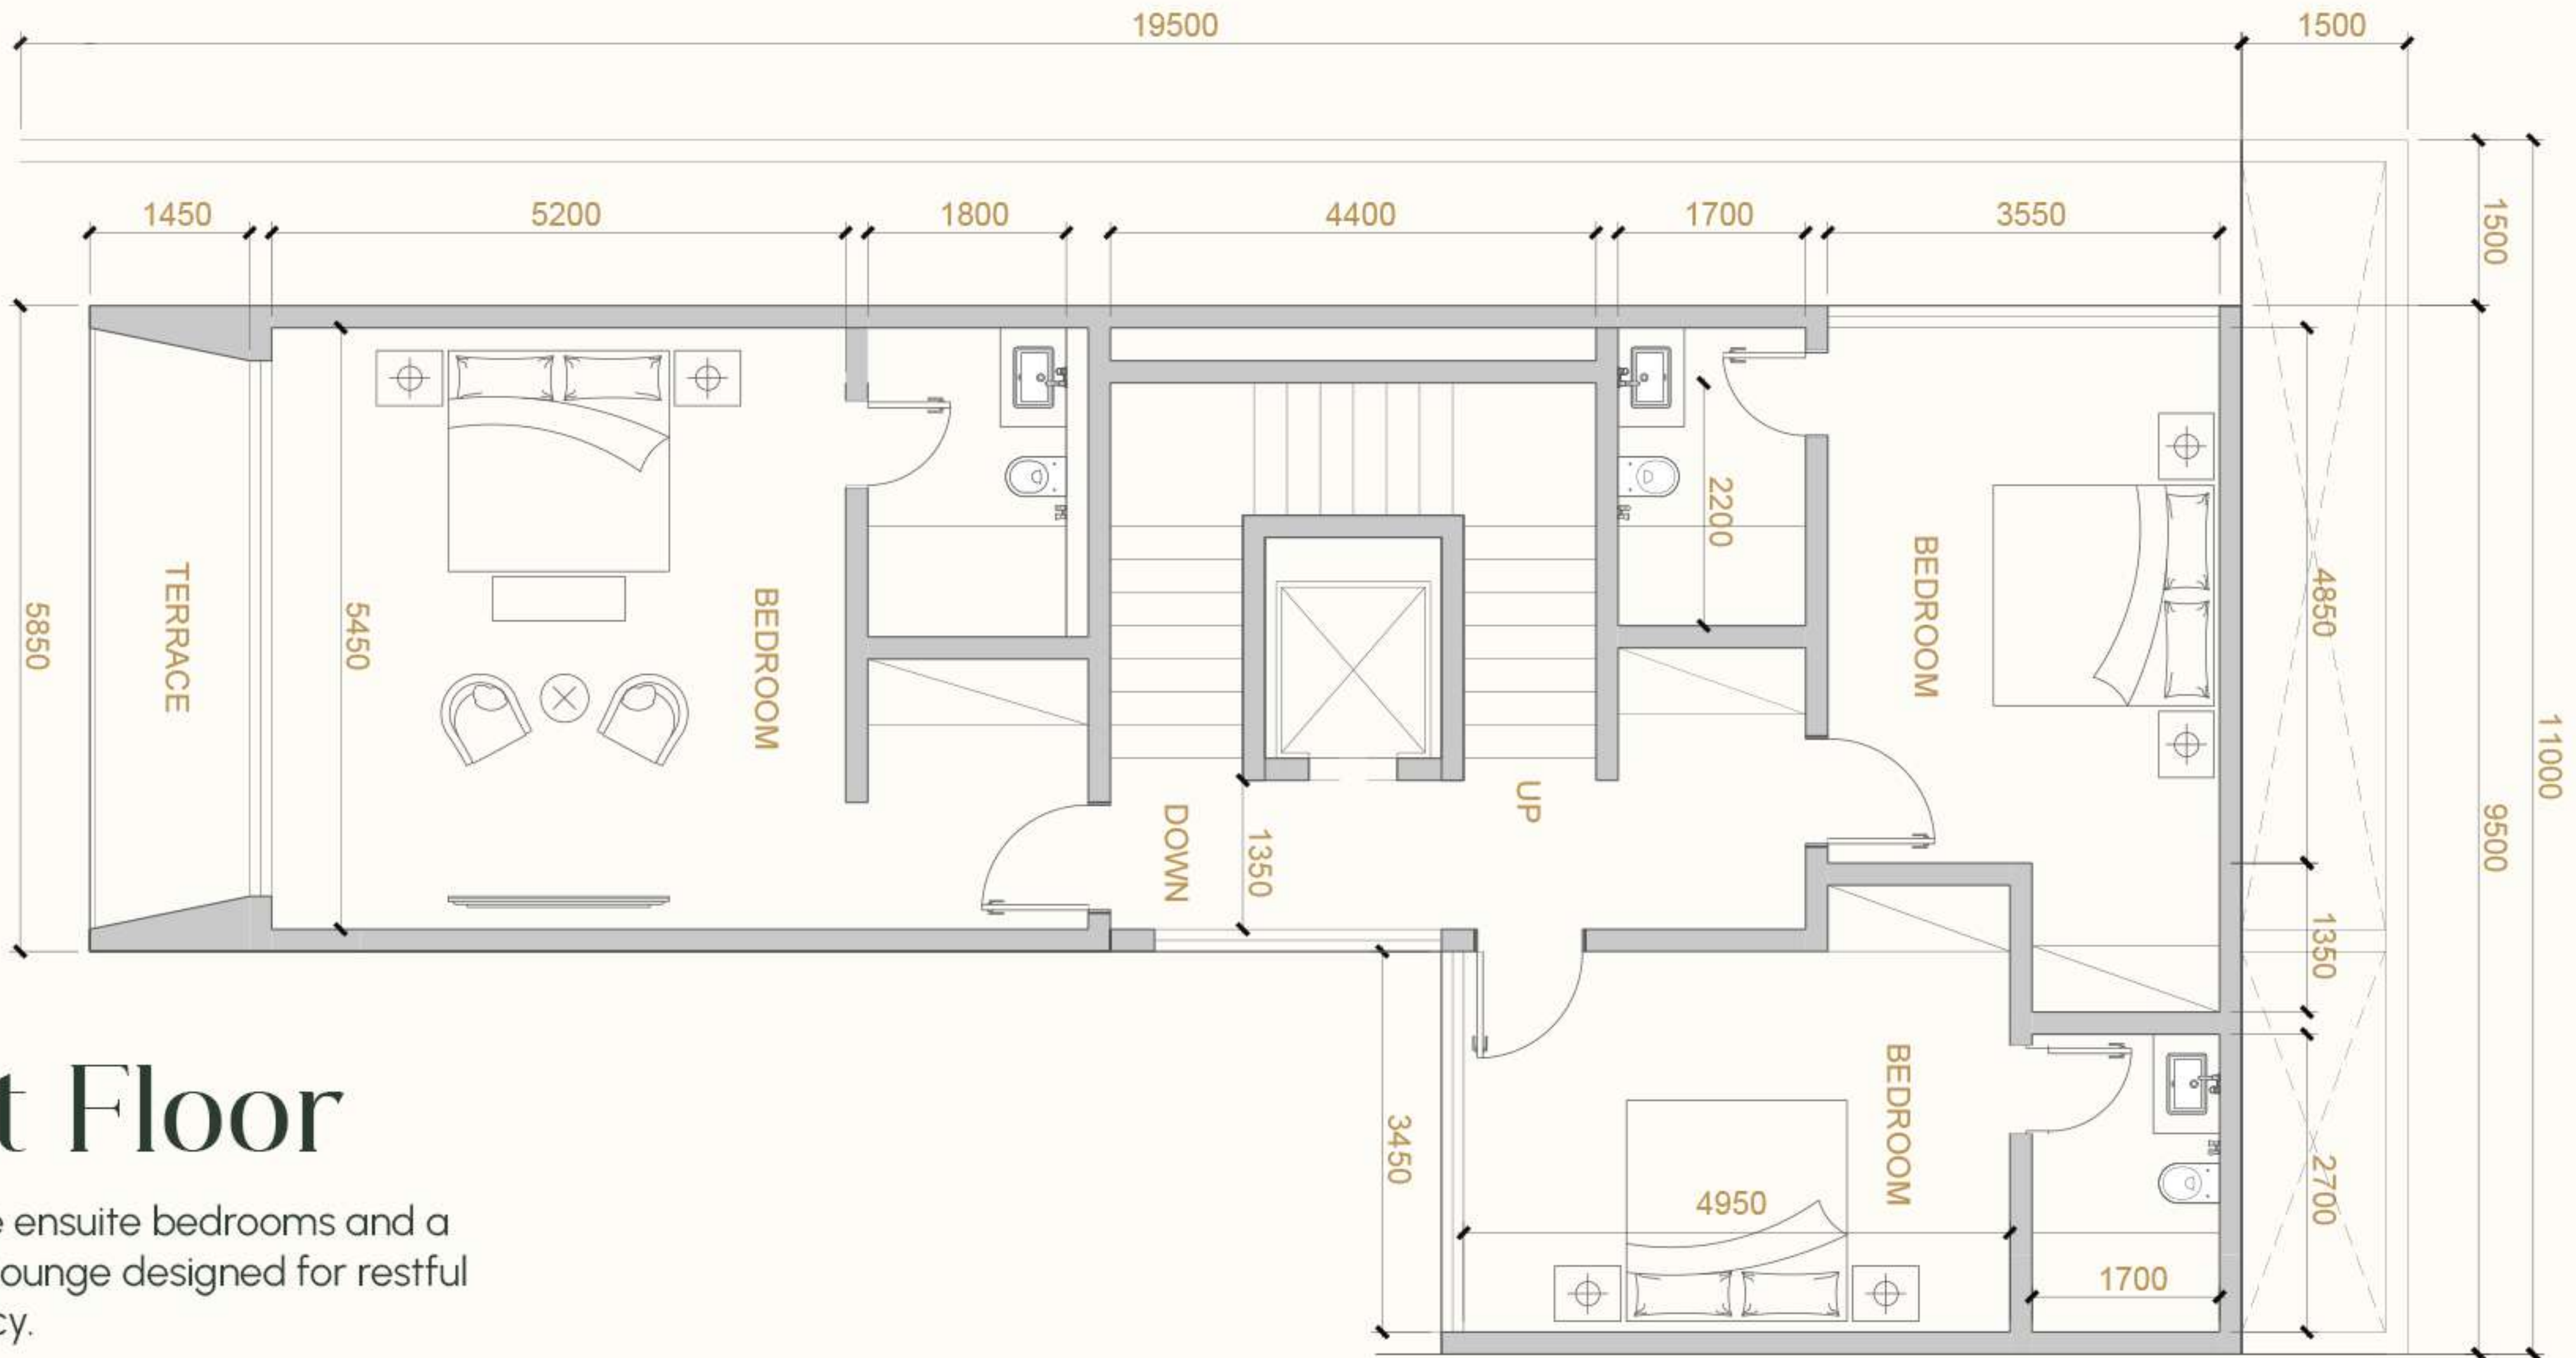 19500
1500
1450
5200
1800
4400
1700
3550
1500
TERRACE
5850
5450
BEDROOM
2200
BEDROOM
4850
11000
9500
DOWN
1350
UP
1350
3450
BEDROOM
4950
2700
1700
t Floor
e ensuite bedrooms and a
ounge designed for restful
cy.